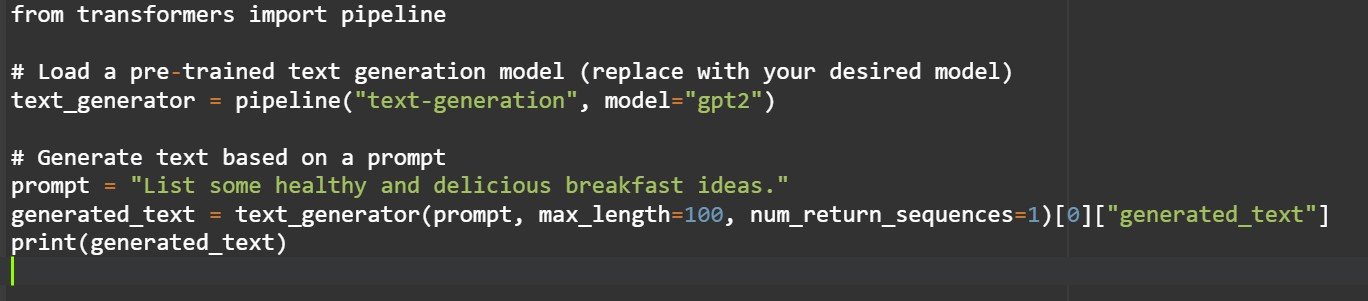 from transformers import pipeline
# Load a pre-trained text generation model (replace with your desired model)
text_generator = pipeline("text-generation", model="gpt2")
# Generate text based on a prompt
prompt = "List some healthy and delicious breakfast ideas."
generated_text = text_generator(prompt, max_length=100, num_return_sequences=1)[0]["generated_text"]
print(generated_text)